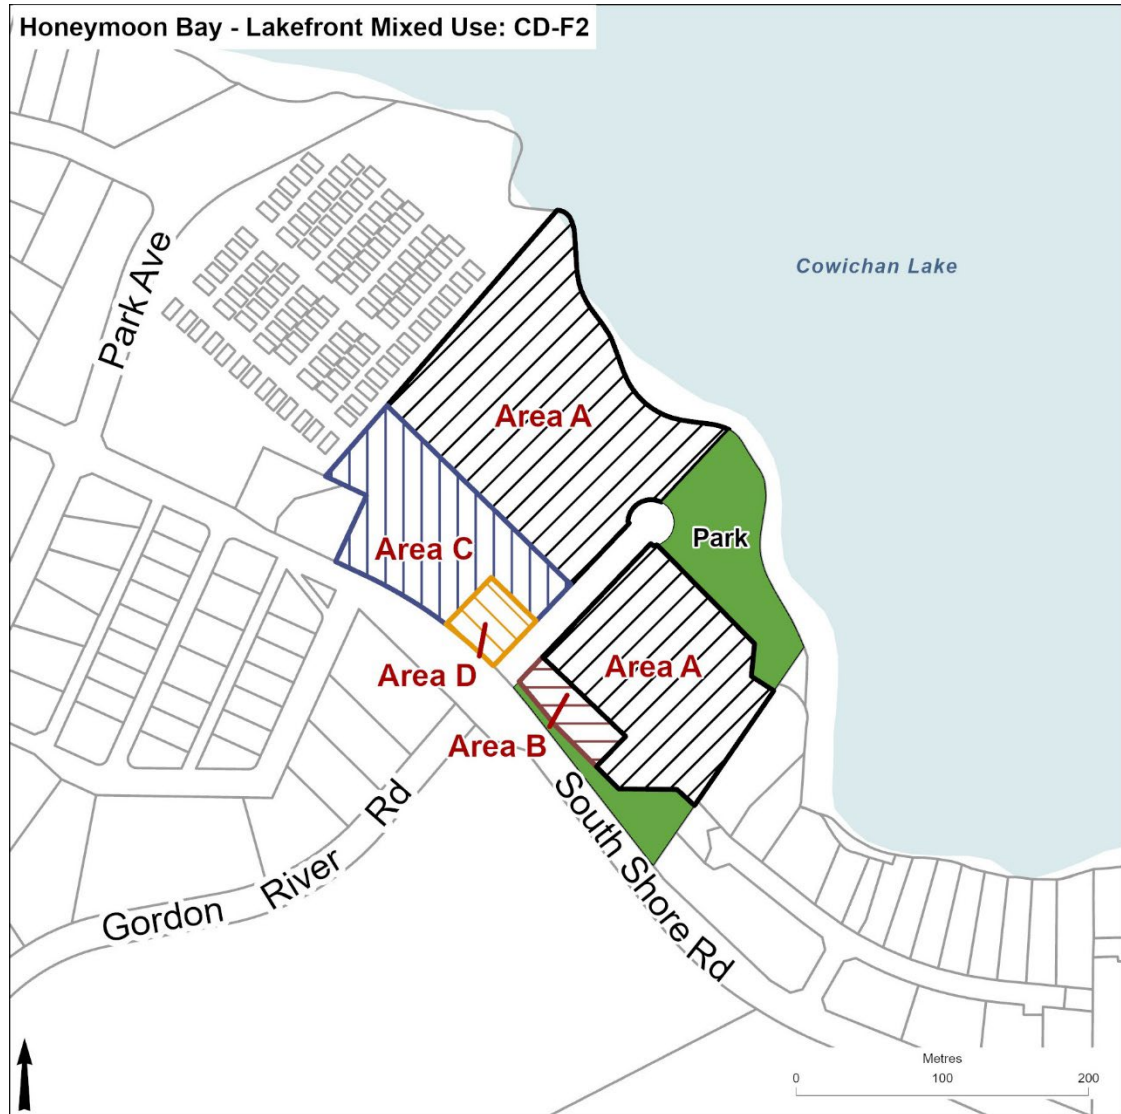 Honeymoon Bay - Lakefront Mixed Use: CD-F2
Cowichan Lake
Park Ave
Area A
Park
Area C
Area D
Area A
Area B
South Shore Rd
Gordon River Rd
Metres
0 100 200